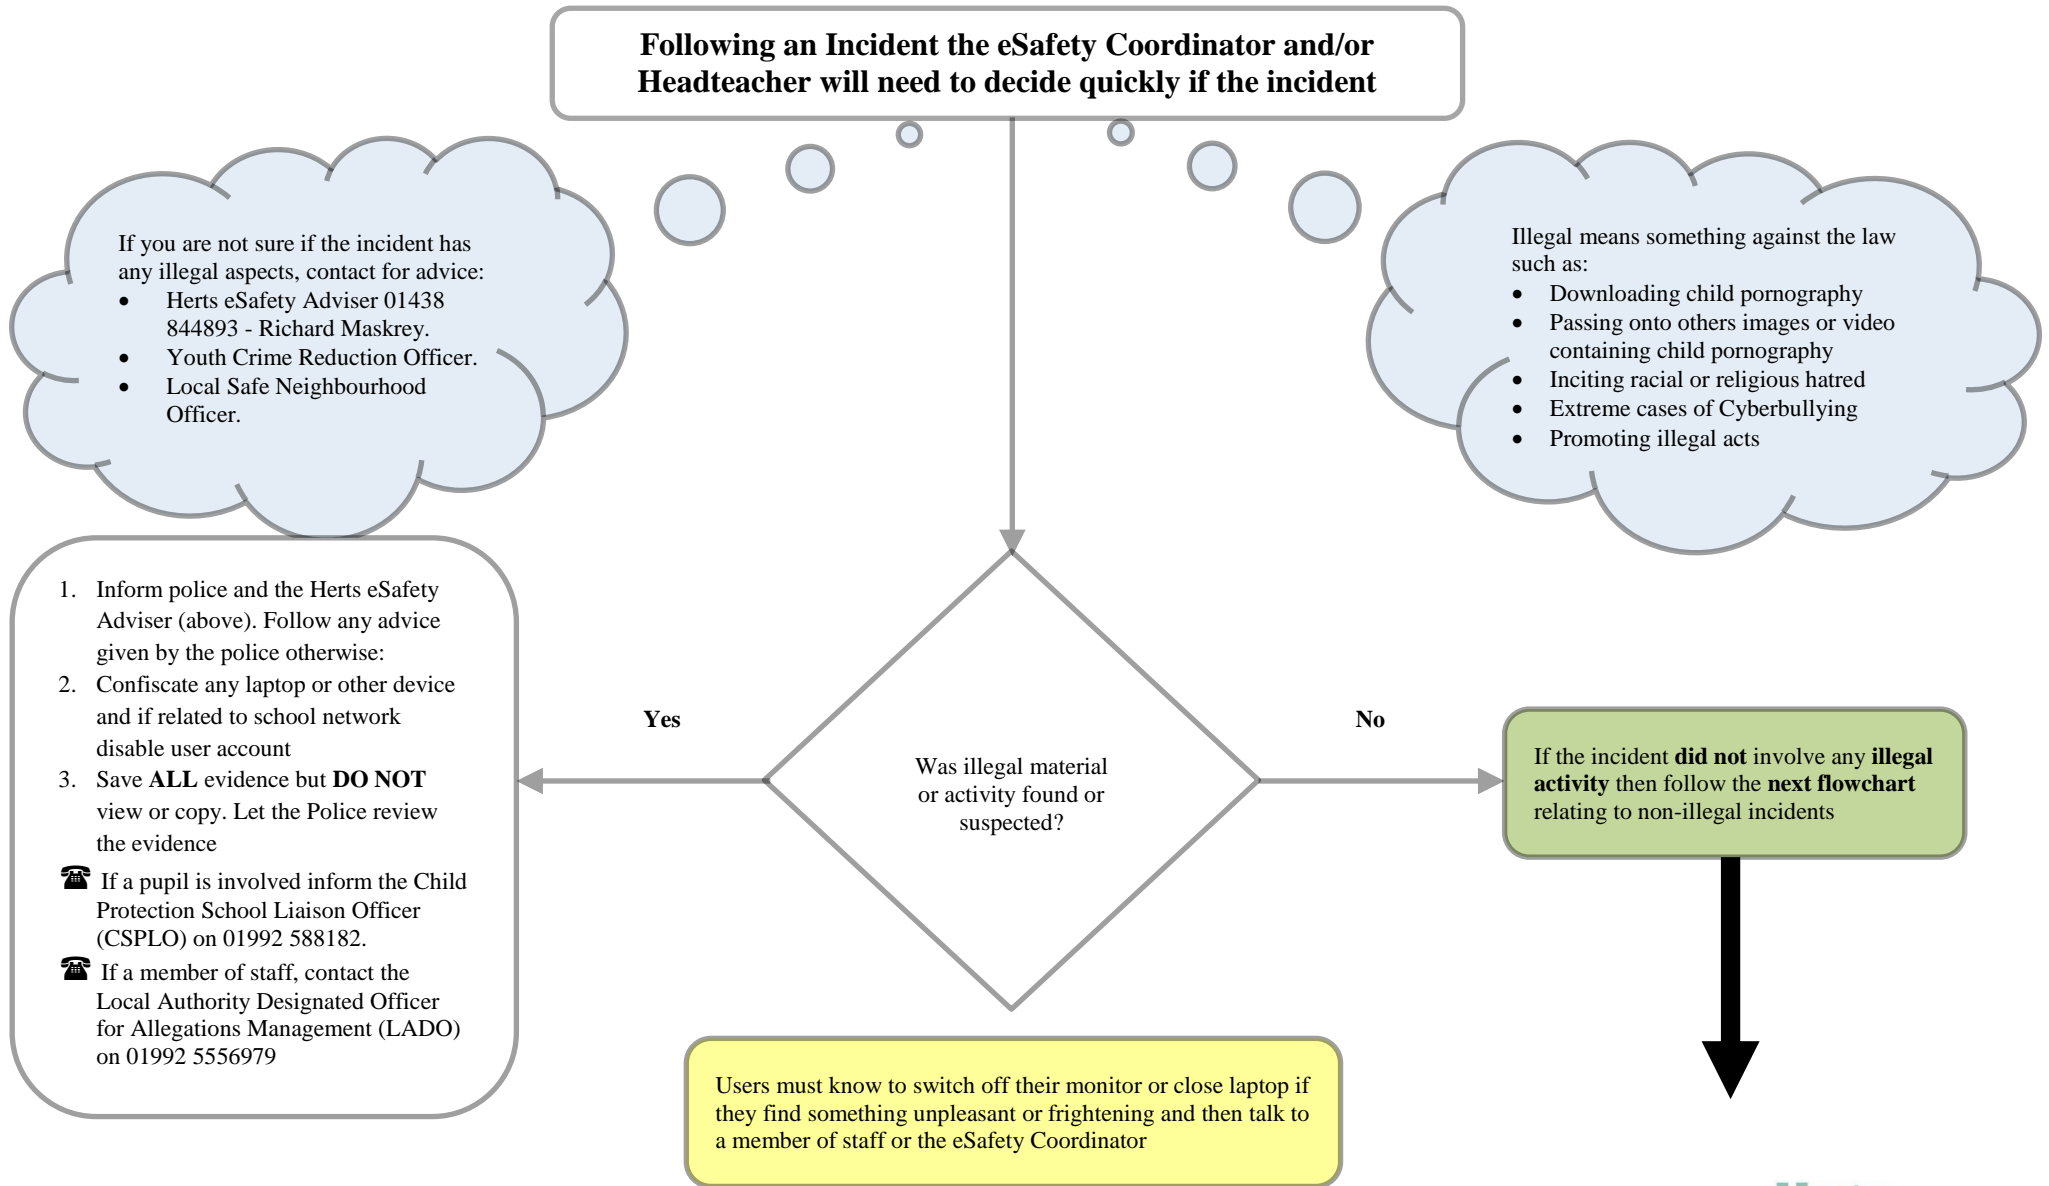 Following an Incident the eSafety Coordinator and/or
Headteacher will need to decide quickly if the incident
If you are not sure if the incident has
any illegal aspects, contact for advice:
• Herts eSafety Adviser 01438
844893 - Richard Maskrey.
• Youth Crime Reduction Officer.
• Local Safe Neighbourhood
Officer.
Illegal means something against the law
such as:
• Downloading child pornography
• Passing onto others images or video
containing child pornography
• Inciting racial or religious hatred
• Extreme cases of Cyberbullying
• Promoting illegal acts
1. Inform police and the Herts eSafety
Adviser (above). Follow any advice
given by the police otherwise:
2. Confiscate any laptop or other device
and if related to school network
disable user account
3. Save ALL evidence but DO NOT
view or copy. Let the Police review
the evidence
☎ If a pupil is involved inform the Child
Protection School Liaison Officer
(CSPLO) on 01992 588182.
☎ If a member of staff, contact the
Local Authority Designated Officer
for Allegations Management (LADO)
on 01992 5556979
Yes
Was illegal material
or activity found or
suspected?
No
If the incident did not involve any illegal
activity then follow the next flowchart
relating to non-illegal incidents
Users must know to switch off their monitor or close laptop if
they find something unpleasant or frightening and then talk to
a member of staff or the eSafety Coordinator